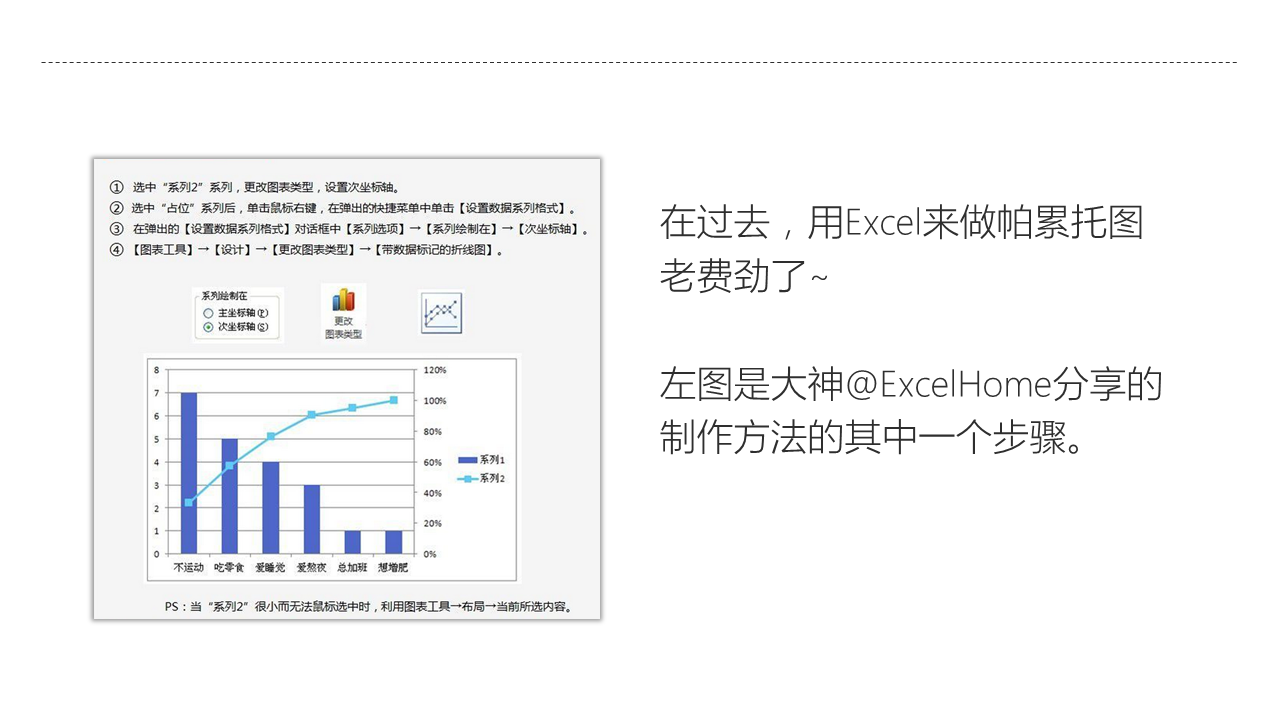 ① 选中“系列2”系列，更改图表类型，设置次坐标轴。
② 选中“占位”系列后，单击鼠标右键，在弹出的快捷菜单中单击【设置数据系列格式】。
③ 在弹出的【设置数据系列格式】对话框中【系列选项】→【系列绘制在】→【次坐标轴】。
④ 【图表工具】→【设计】→【更改图表类型】→【带数据标记的折线图】。
系列绘制在
主坐标轴(P)
次坐标轴(S)
更改
图表类型
8
7
6
5
4
3
2
1
0
120%
100%
80%
60%
40%
20%
0%
系列1
系列2
不运动 吃零食 爱睡觉 爱熬夜 总加班 想增肥
PS：当“系列2”很小而无法鼠标选中时，利用图表工具→布局→当前所选内容。
在过去，用Excel来做帕累托图
老费劲了~
左图是大神@ExcelHome分享的
制作方法的其中一个步骤。